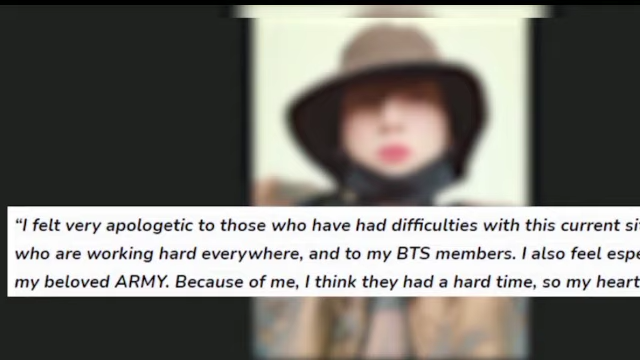 “I felt very apologetic to those who have had difficulties with this current
who are working hard everywhere, and to my BTS members. I also feel
my beloved ARMY. Because of me, I think they had a hard time, so my heart